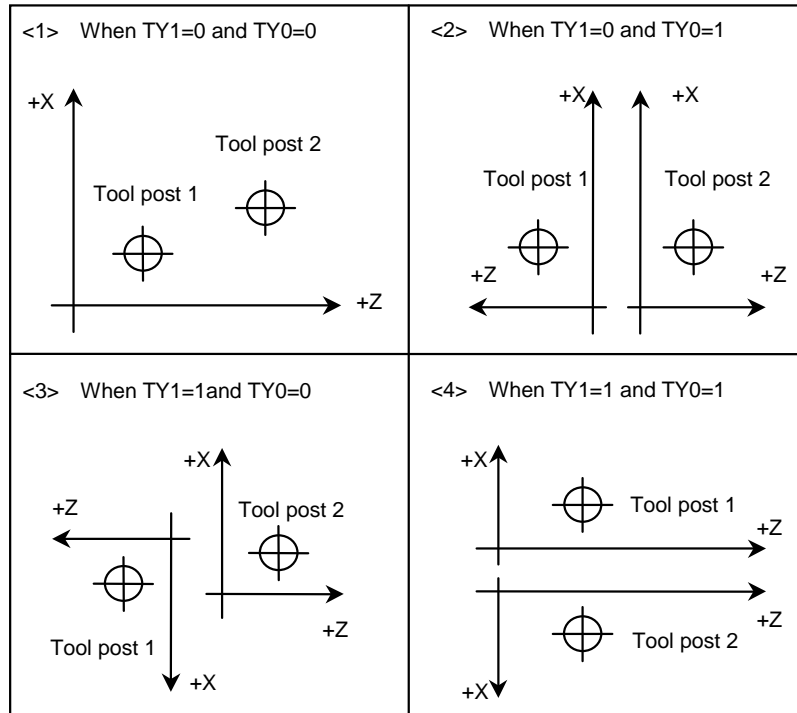 <1> When TY1=0 and TY0=0
+X
Tool post 2
Tool post 1
+Z
<2> When TY1=0 and TY0=1
+X
+X
Tool post 1
Tool post 2
+Z
+Z
<3> When TY1=1and TY0=0
+X
+Z
Tool post 2
+Z
Tool post 1
+X
<4> When TY1=1 and TY0=1
+X
Tool post 1
+Z
+Z
Tool post 2
+X